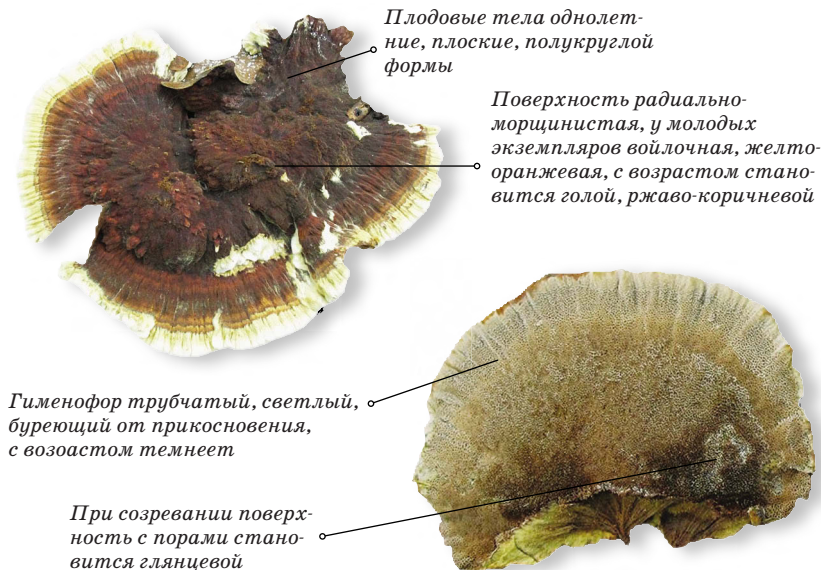 Плодовые тела однолет-
ние, плоские, полукруглой
формы
Поверхность радиально-
морщинистая, у молодых
экземпляров войлочная, желто-
оранжевая, с возрастом стано-
вится голой, ржаво-коричневой
Гименофор трубчатый, светлый,
буреющий от прикосновения,
с возоастом темнеет
При созревании поверх-
ность с порами стано-
вится глянцевой